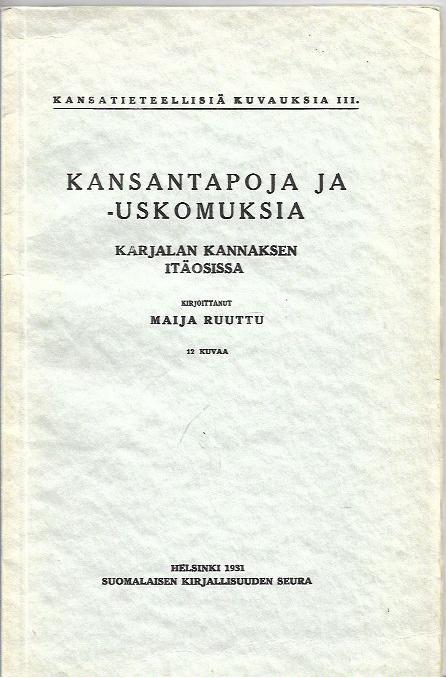 KANSATIETEELLISIÄ KUVAUKSIA III.
KANSANTAPOJA JA
-USKOMUKSIA
KARJALAN KANNAKSEN
ITÄOSISSA
KIRJOITTANUT
MAIJA RUUTTU
12 KUVAA
HELSINKI 1931
SUOMALAISEN KIRJALLISUUDEN SEURA